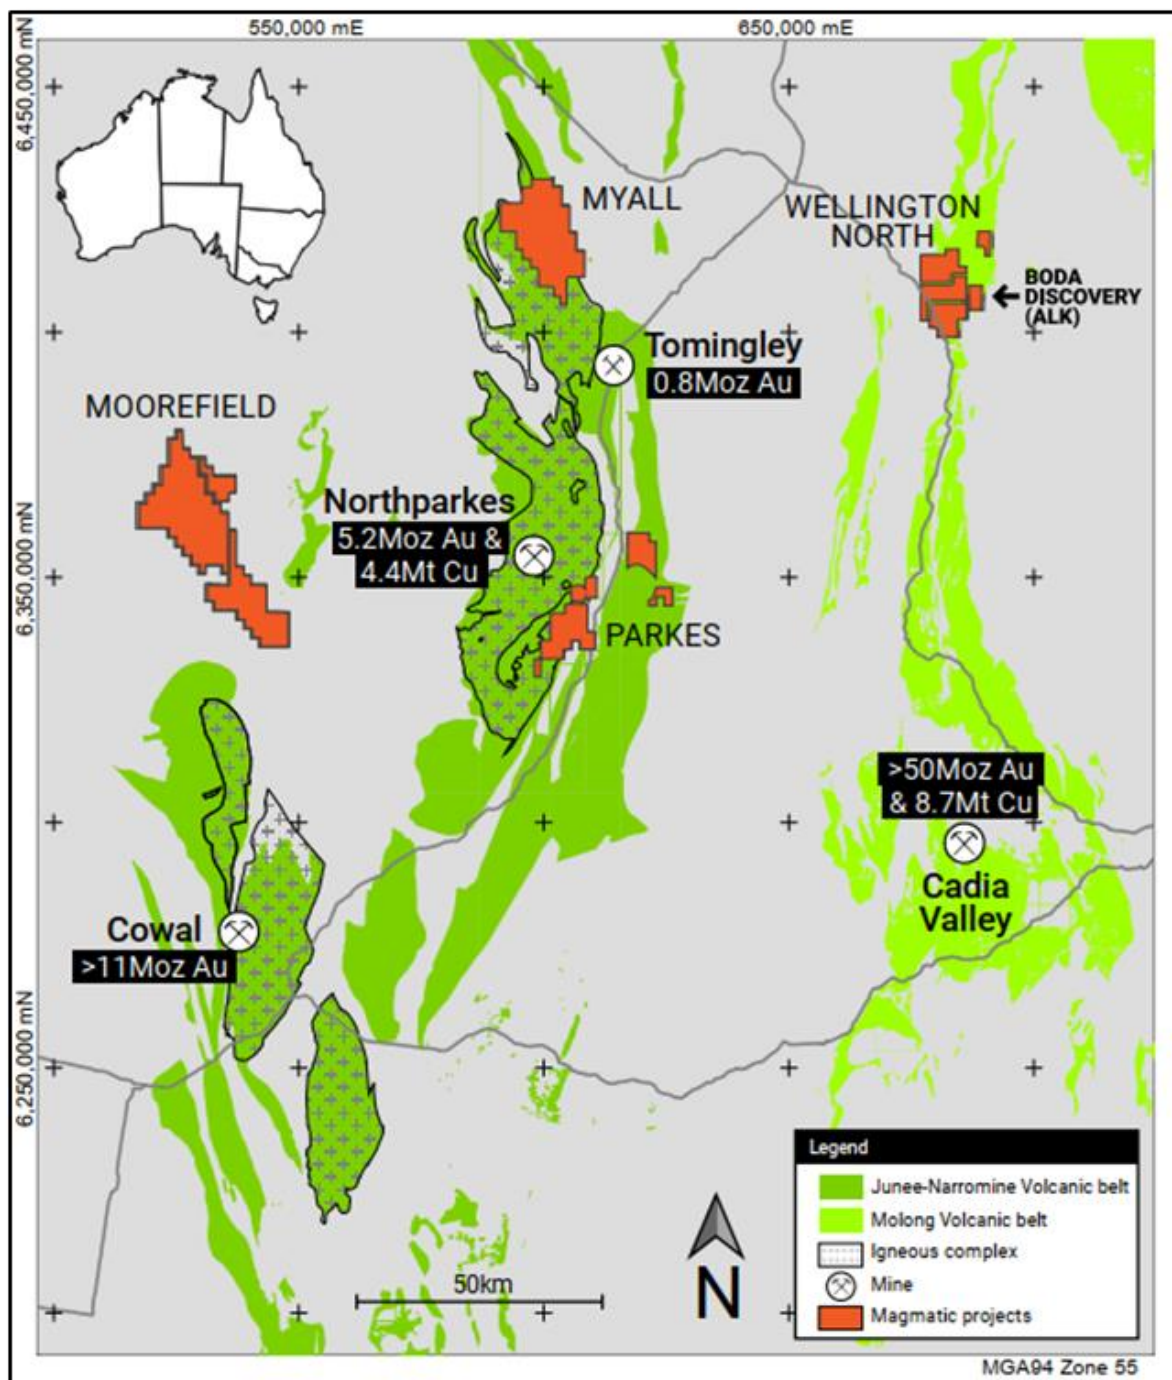 550,000 mE
650,000 mE
6,450,000 mN
6,350,000 mN
6,250,000 mN
MYALL
WELLINGTON
NORTH
BODA
DISCOVERY
(ALK)
Tomingley
0.8Moz Au
MOOREFIELD
Northparkes
5.2Moz Au &
4.4Mt Cu
PARKES
>50Moz Au
& 8.7Mt Cu
Cadia
Valley
Cowal
>11Moz Au
50km
N
Legend
Junee-Narromine Volcanic belt
Molong Volcanic belt
Igneous complex
Mine
Magmatic projects
MGA94 Zone 55